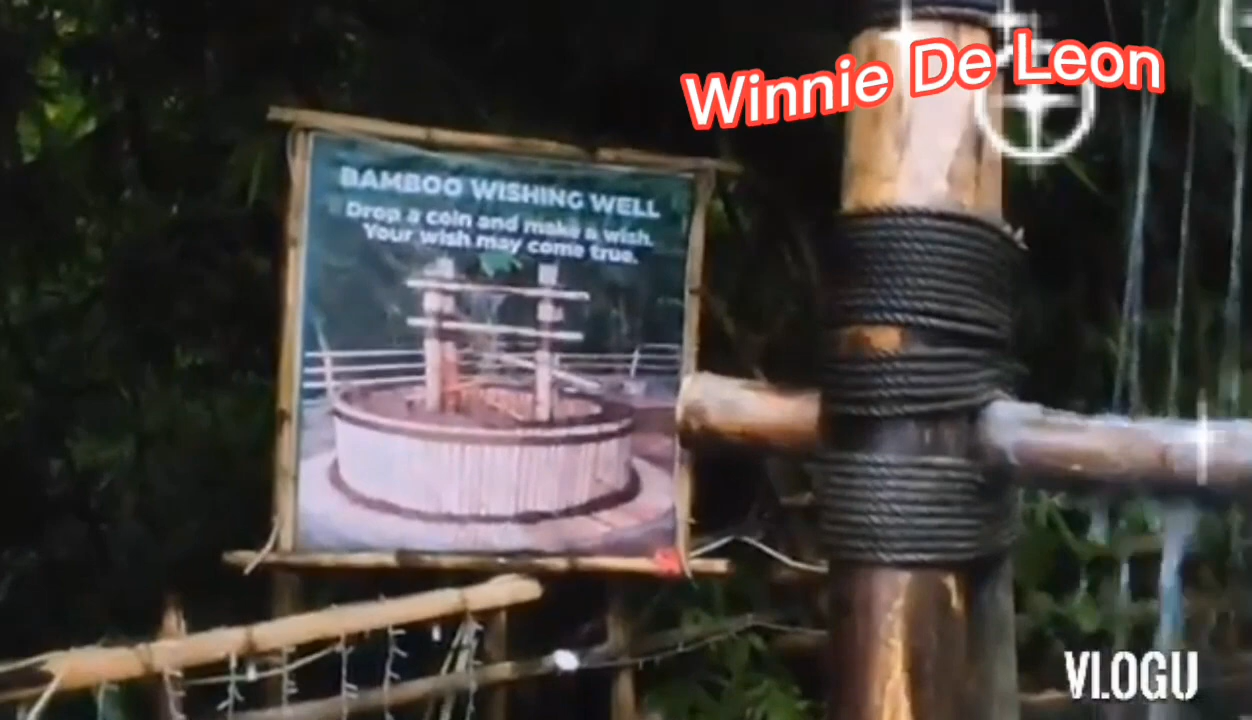 Winnie De Leon
BAMBOO WISHING WELL
Drop a coin and make a wish.
Your wish may come true.
VLOGU